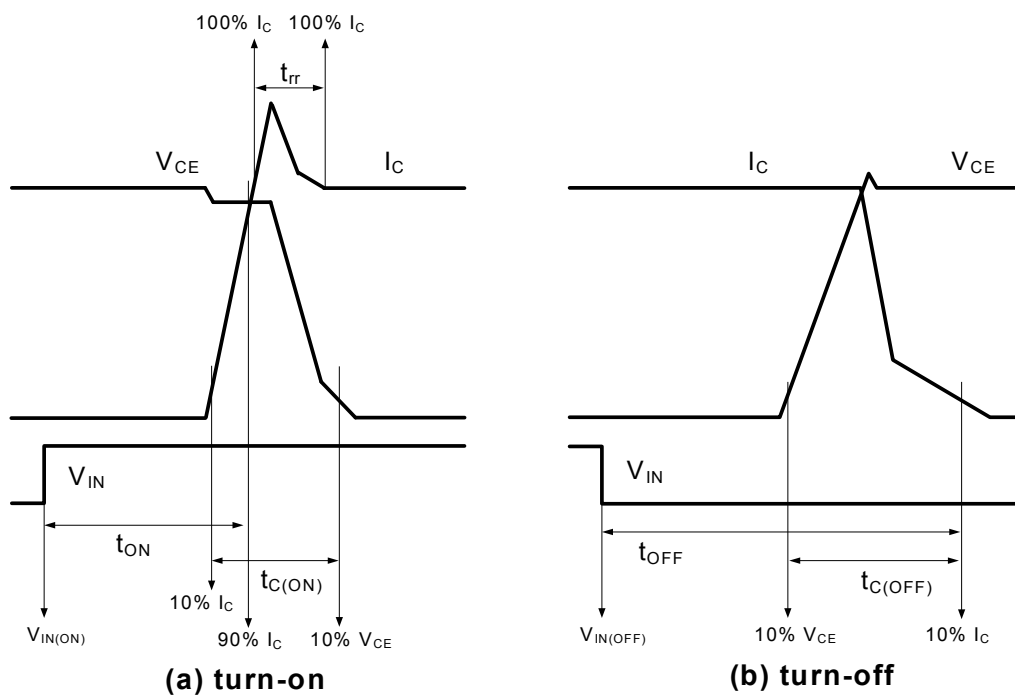 100% IC 100% IC
trr
VCE IC
VIN
tON
tC(ON)
10% IC
VIN(ON)
90% IC 10% VCE
(a) turn-on
IC VCE
VIN
tOFF
tC(OFF)
VIN(OFF) 10% VCE 10% IC
(b) turn-off